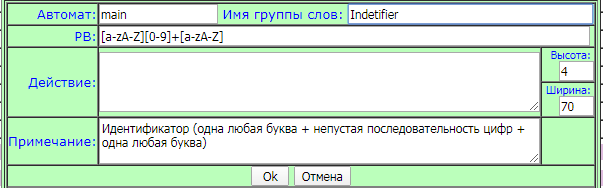 Автомат: main Имя группы слов: Indetifier
РВ: [a-zA-Z][0-9]+[a-zA-Z]
Действие:
Высота:
4
Ширина:
70
Примечание: Идентификатор (одна любая буква + непустая последовательность цифр +
одна любая буква)
Ok Отмена